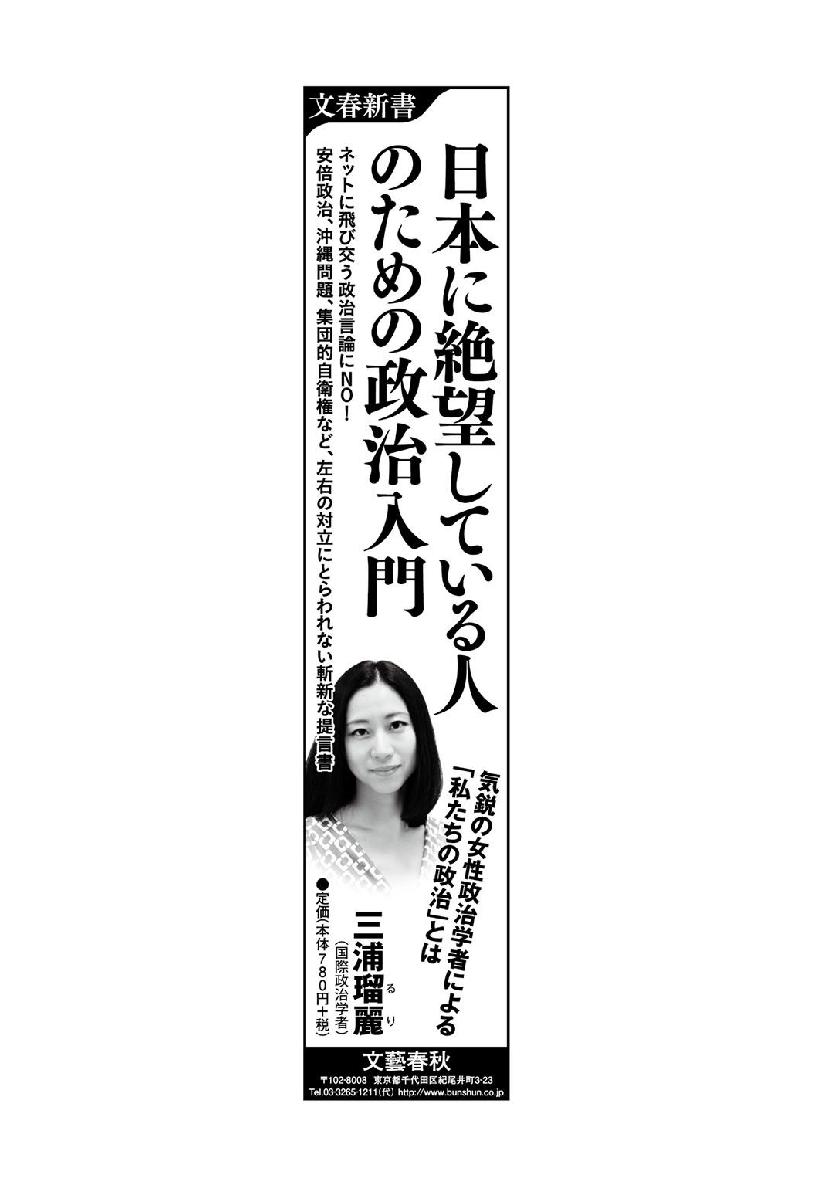 文春新書
日本に絶望している人
のための政治入門
ネットに飛び交う政治言論にNO!
安倍政治、沖縄問題、集団的自衛権など、左右の対立にとらわれない斬新な提言書
気鋭の女性政治学者による
「私たちの政治」とは
三浦瑠麗
るり
(国際政治学者)
●定価(本体780円+税)
文藝春秋
〒102-8008 東京都千代田区紀尾井町3-23
Tel.03-3265-1211(代) http://www.bunshun.co.jp